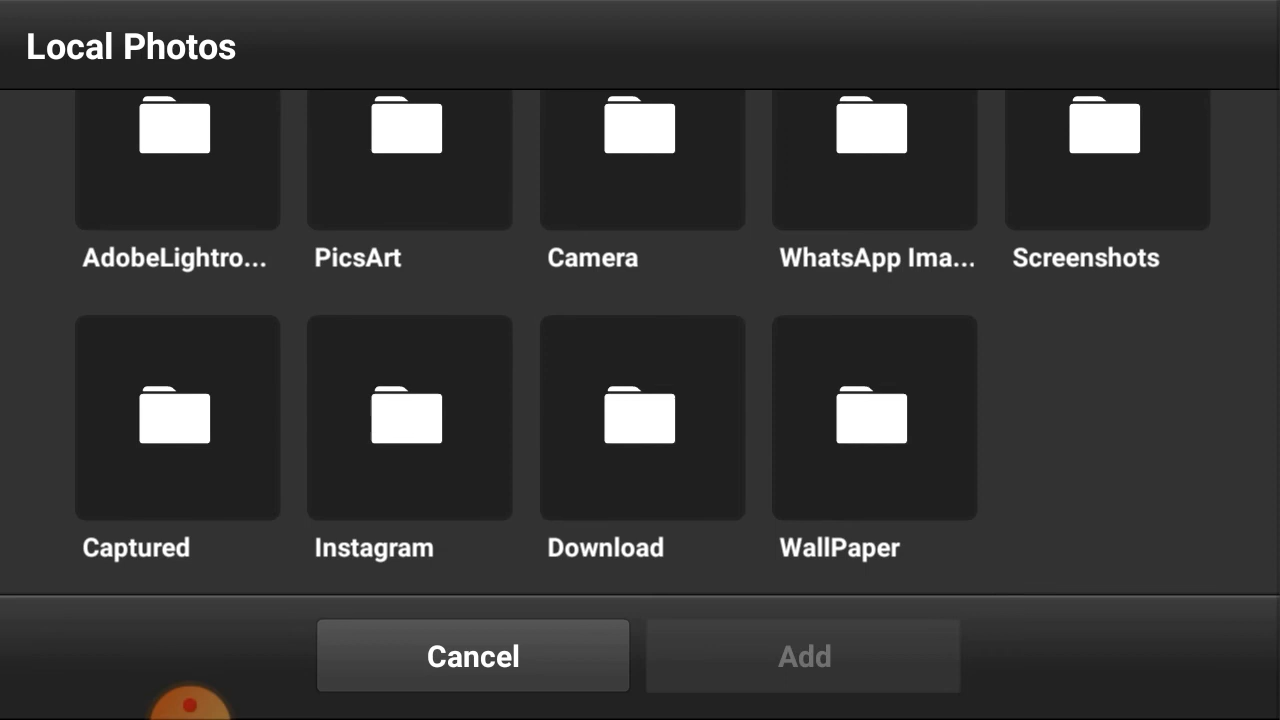 Local Photos
AdobeLightro... PicsArt Camera WhatsApp Ima... Screenshots
Captured Instagram Download WallPaper
Cancel Add